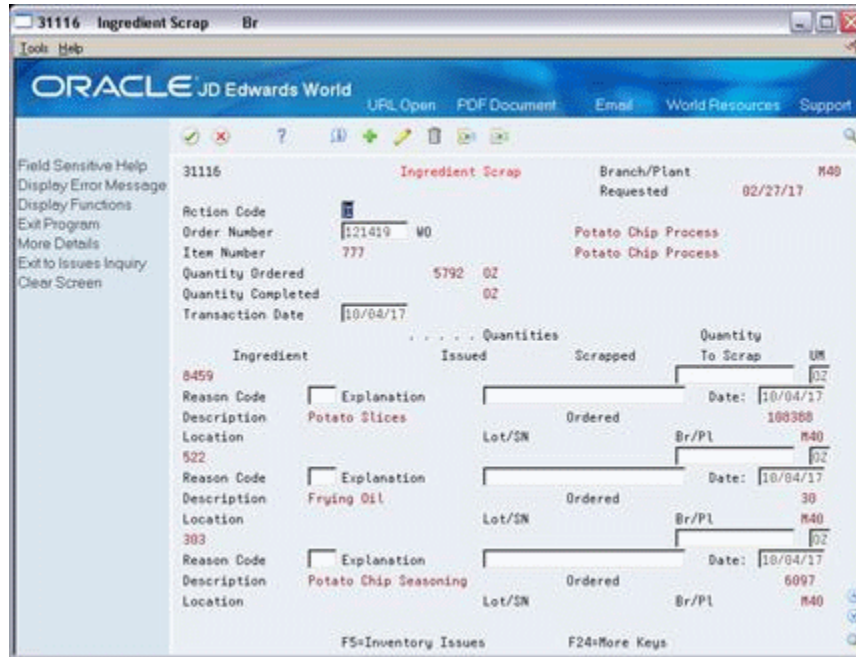 31116 Ingredient Scrap Br
Tools Help
ORACLE JD Edwards World
URL Open PDF Document Email World Resources Support
Field Sensitive Help
Display Error Message
Display Functions
Exit Program
More Details
Exit to Issues Inquiry
Clear Screen
31116 Ingredient Scrap Branch/Plant M40
Requested 02/27/17
Action Code I
Order Number 121419 WO Potato Chip Process
Item Number 777 Potato Chip Process
Quantity Ordered 5792 OZ
Quantity Completed OZ
Transaction Date 10/04/17
. . . . . Quantities Quantity
Ingredient Issued Scrapped To Scrap UM
8459 OZ
Reason Code Explanation Date: 10/04/17
Description Potato Slices Ordered 108388
Location Lot/SN Br/Pl M40
522 OZ
Reason Code Explanation Date: 10/04/17
Description Frying Oil Ordered 30
Location Lot/SN Br/Pl M40
303 OZ
Reason Code Explanation Date: 10/04/17
Description Potato Chip Seasoning Ordered 6097
Location Lot/SN Br/Pl M40
F5=Inventory Issues F24=More Keys